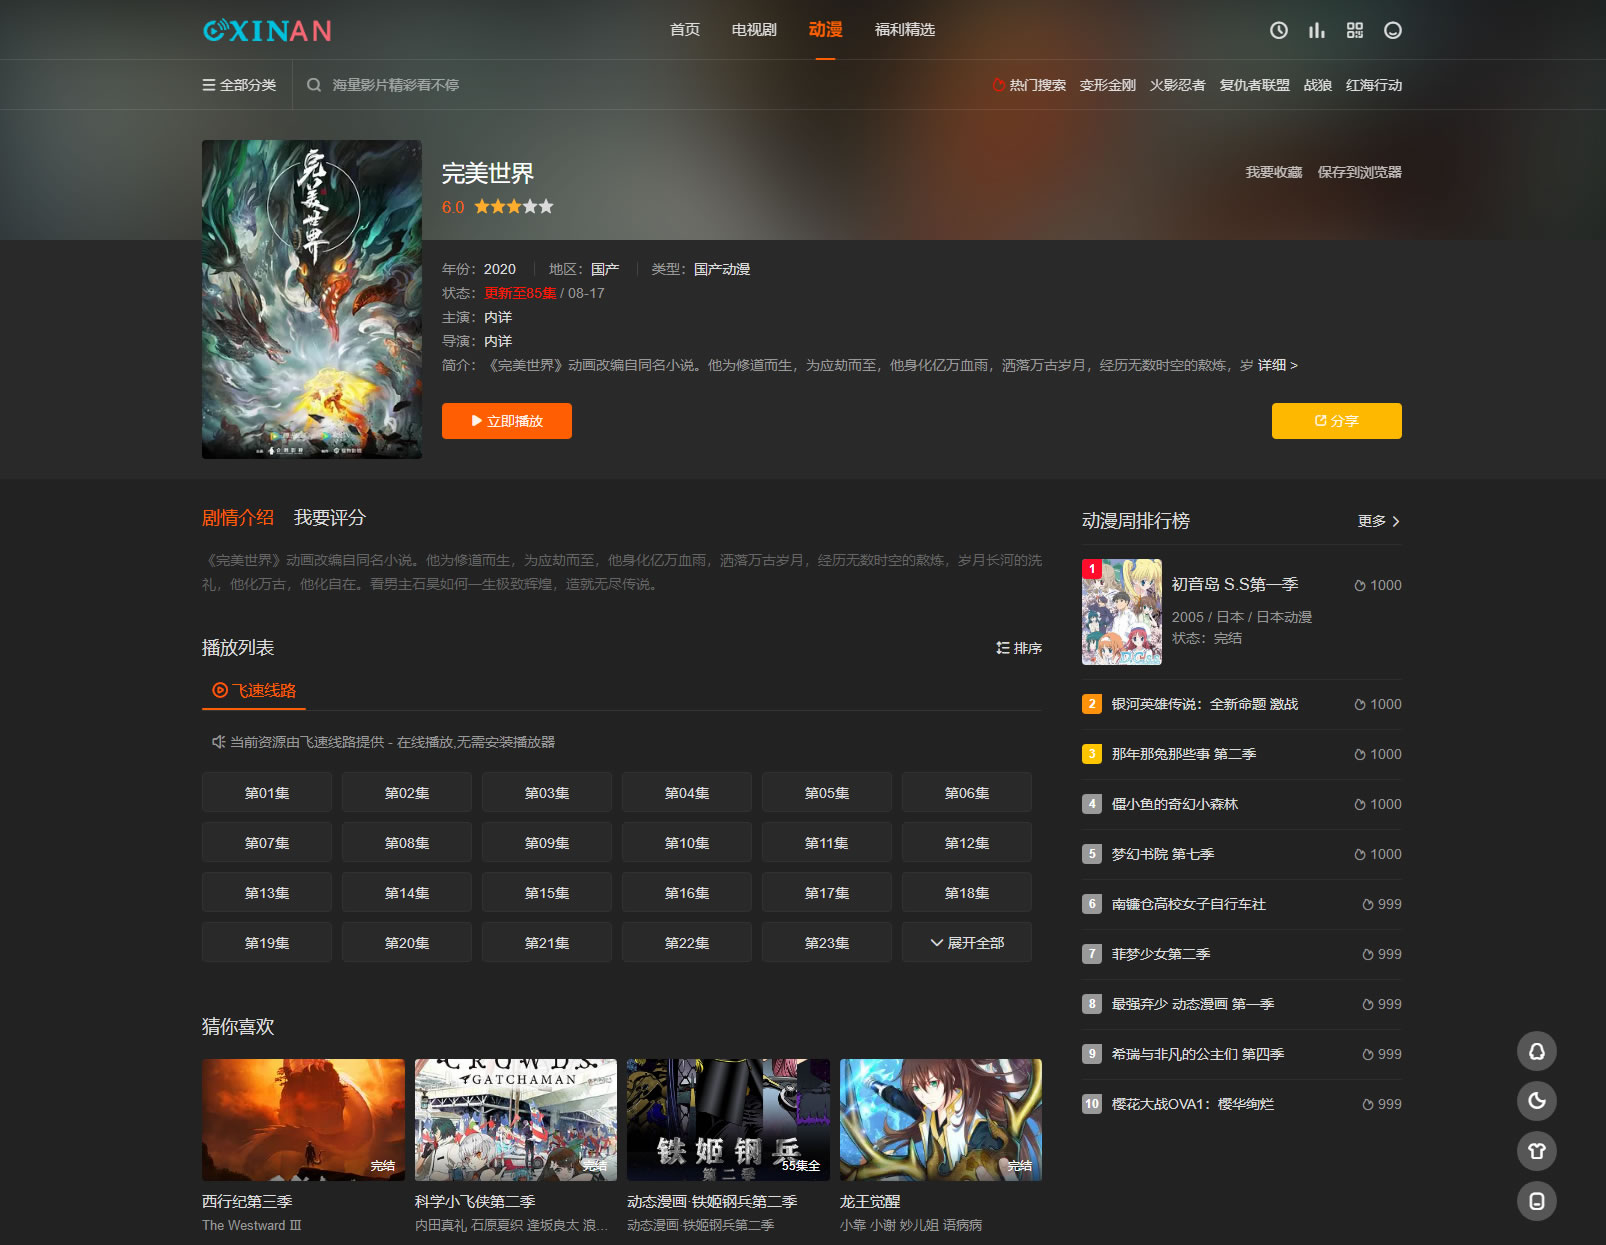 XINAN
首页 电视剧 动漫 福利精选
全部分类 海量影片精彩看不停 热门搜索 变形金刚 火影忍者 复仇者联盟 战狼 红海行动
完美世界
完美世界
我要收藏 保存到浏览器
6.0
年份：2020 地区：国产 类型：国产动漫
状态：更新至85集 / 08-17
主演：内详
导演：内详
简介：《完美世界》动画改编自同名小说。他为修道而生，为应劫而至，他身化亿万血雨，洒落万古岁月，经历无数时空的熬炼，岁 详细 >
立即播放 分享
剧情介绍 我要评分
《完美世界》动画改编自同名小说。他为修道而生，为应劫而至，他身化亿万血雨，洒落万古岁月，经历无数时空的熬炼，岁月长河的洗
礼，他化万古，他化自在。看男主石昊如何一生极致辉煌，造就无尽传说。
播放列表 排序
飞速线路
当前资源由飞速线路提供 - 在线播放,无需安装播放器
第01集 第02集 第03集 第04集 第05集 第06集
第07集 第08集 第09集 第10集 第11集 第12集
第13集 第14集 第15集 第16集 第17集 第18集
第19集 第20集 第21集 第22集 第23集 展开全部
猜你喜欢
完结
CROWDS
GATCHAMAN
完结
铁姬钢兵
第二季
55集全
完结
西行纪第三季 科学小飞侠第二季 动态漫画·铁姬钢兵第二季 龙王觉醒
The Westward Ⅲ 内田真礼 石原夏织 逢坂良太 浪... 动态漫画·铁姬钢兵第二季 小靠 小谢 妙儿姐 语病病
动漫周排行榜 更多
1
初音岛 S.S第一季 1000
2005 / 日本 / 日本动漫
状态：完结
2 银河英雄传说：全新命题 激战 1000
3 那年那兔那些事 第二季 1000
4 僵小鱼的奇幻小森林 1000
5 梦幻书院 第七季 1000
6 南镰仓高校女子自行车社 999
7 菲梦少女第二季 999
8 最强弃少 动态漫画 第一季 999
9 希瑞与非凡的公主们 第四季 999
10 樱花大战OVA1：樱华绚烂 999